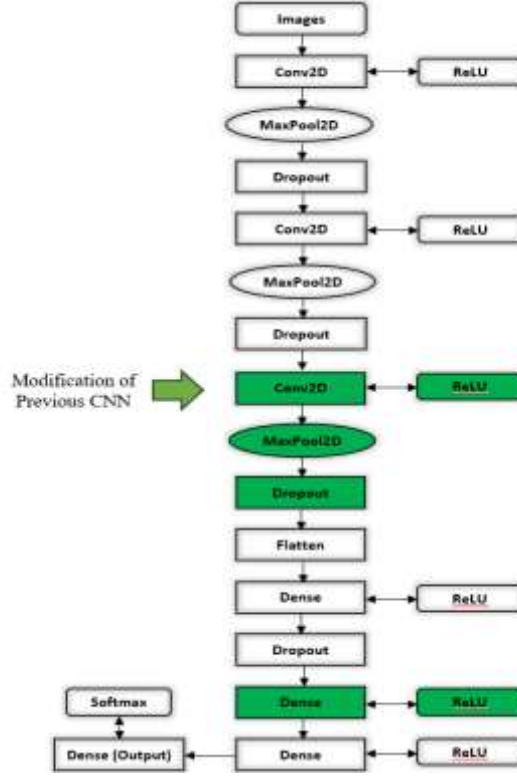 Images
Conv2D
ReLU
MaxPool2D
Dropout
Conv2D
ReLU
MaxPool2D
Dropout
Modification of
Previous CNN
Conv2D
ReLU
MaxPool2D
Dropout
Flatten
Dense
ReLU
Dropout
Softmax
Dense
ReLU
Dense (Output)
Dense
ReLU